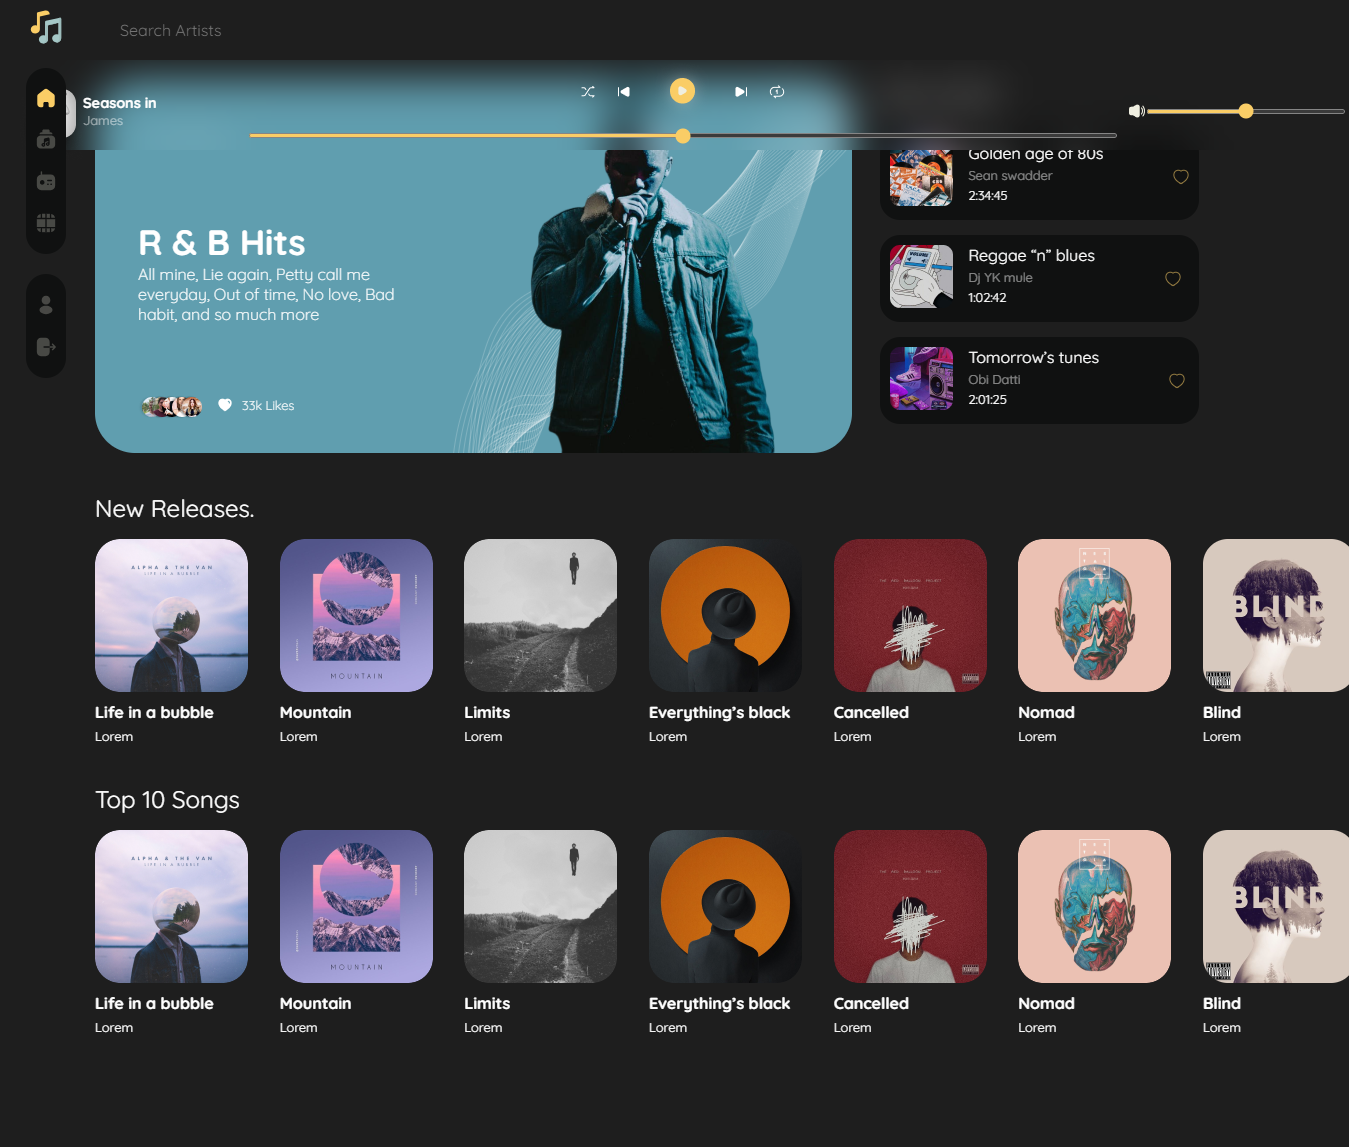 Search Artists
Seasons in
James
R & B Hits
All mine, Lie again, Petty call me
everyday, Out of time, No love, Bad
habit, and so much more
33k Likes
Golden age of 80s
Sean swadder
2:34:45
Reggae “n” blues
Dj YK mule
1:02:42
Tomorrow’s tunes
Obi Datti
2:01:25
New Releases.
ALPHA & THE VAN
LIFE IN A BUBBLE
MOUNTAIN
BLIND
Life in a bubble
Lorem
Mountain
Lorem
Limits
Lorem
Everything’s black
Lorem
Cancelled
Lorem
Nomad
Lorem
Blind
Lorem
Top 10 Songs
ALPHA & THE VAN
LIFE IN A BUBBLE
MOUNTAIN
BLIND
Life in a bubble
Lorem
Mountain
Lorem
Limits
Lorem
Everything’s black
Lorem
Cancelled
Lorem
Nomad
Lorem
Blind
Lorem